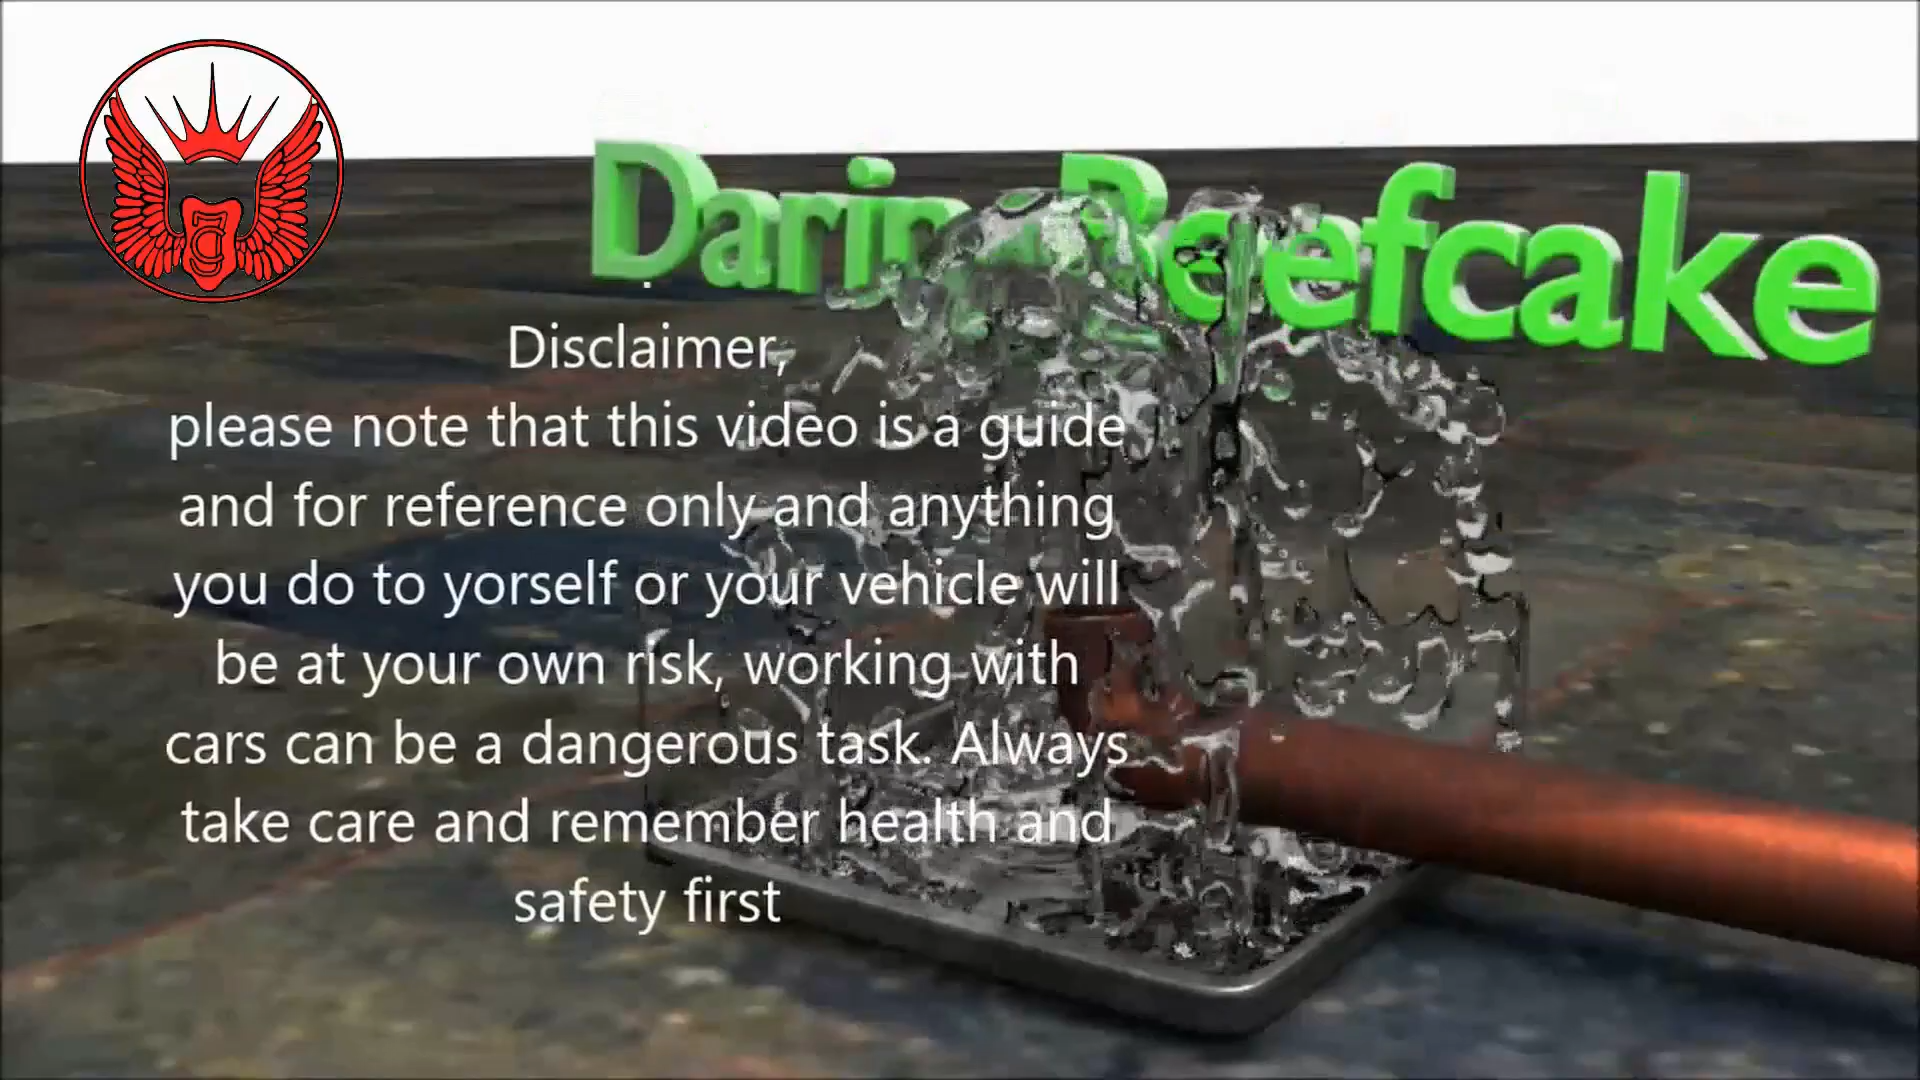 Beefcake
Disclaimer,
please note that this video is a guide
and for reference only and anything
you do to yorself or your vehicle will
be at your own risk, working with
cars can be a dangerous task. Always
take care and remember health and
safety first